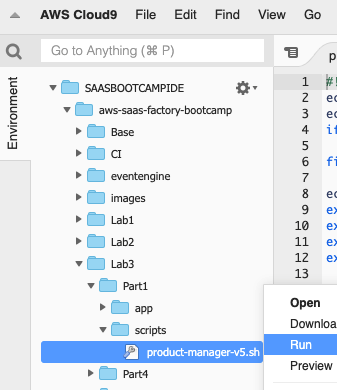 AWS Cloud9 File Edit Find View Go
Go to Anything (⌘ P)
Environment
SAASBOOTCAMPIDE
aws-saas-factory-bootcamp
Base
CI
eventengine
images
Lab1
Lab2
Lab3
Part1
app
scripts
product-manager-v5.sh
Part4
p
1 #!
2 ec
3 ec
4 if
5
6 fi
7
8 ec
9 ex
10 ex
11 ex
12 ex
13
Open
Downloa
Run
Preview